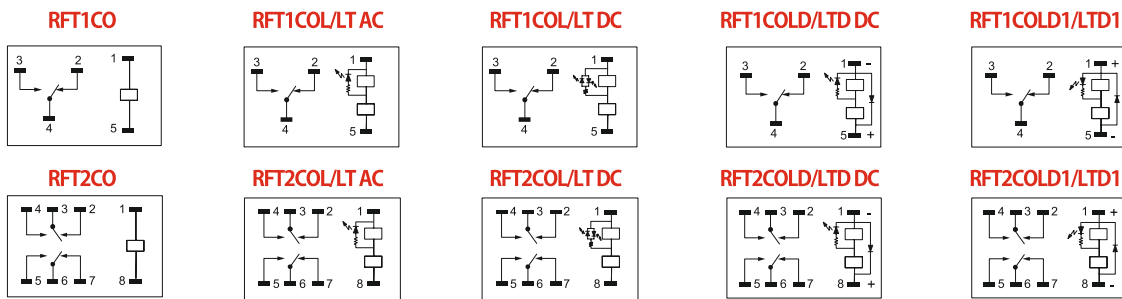 RFT1CO RFT1COL/LT AC RFT1COL/LT DC RFT1COLD/LTD DC RFT1COLD1/LTD1
3 2 1 3 2 1 3 2 1 3 2 1 - 3 2 1 +
4 5 4 5 4 5 4 5 + 4 5 -
RFT2CO RFT2COL/LT AC RFT2COL/LT DC RFT2COLD/LTD DC RFT2COLD1/LTD1
4 3 2 1 4 3 2 1 4 3 2 1 4 3 2 1 - 4 3 2 1 +
5 6 7 8 5 6 7 8 5 6 7 8 5 6 7 8 + 5 6 7 8 -